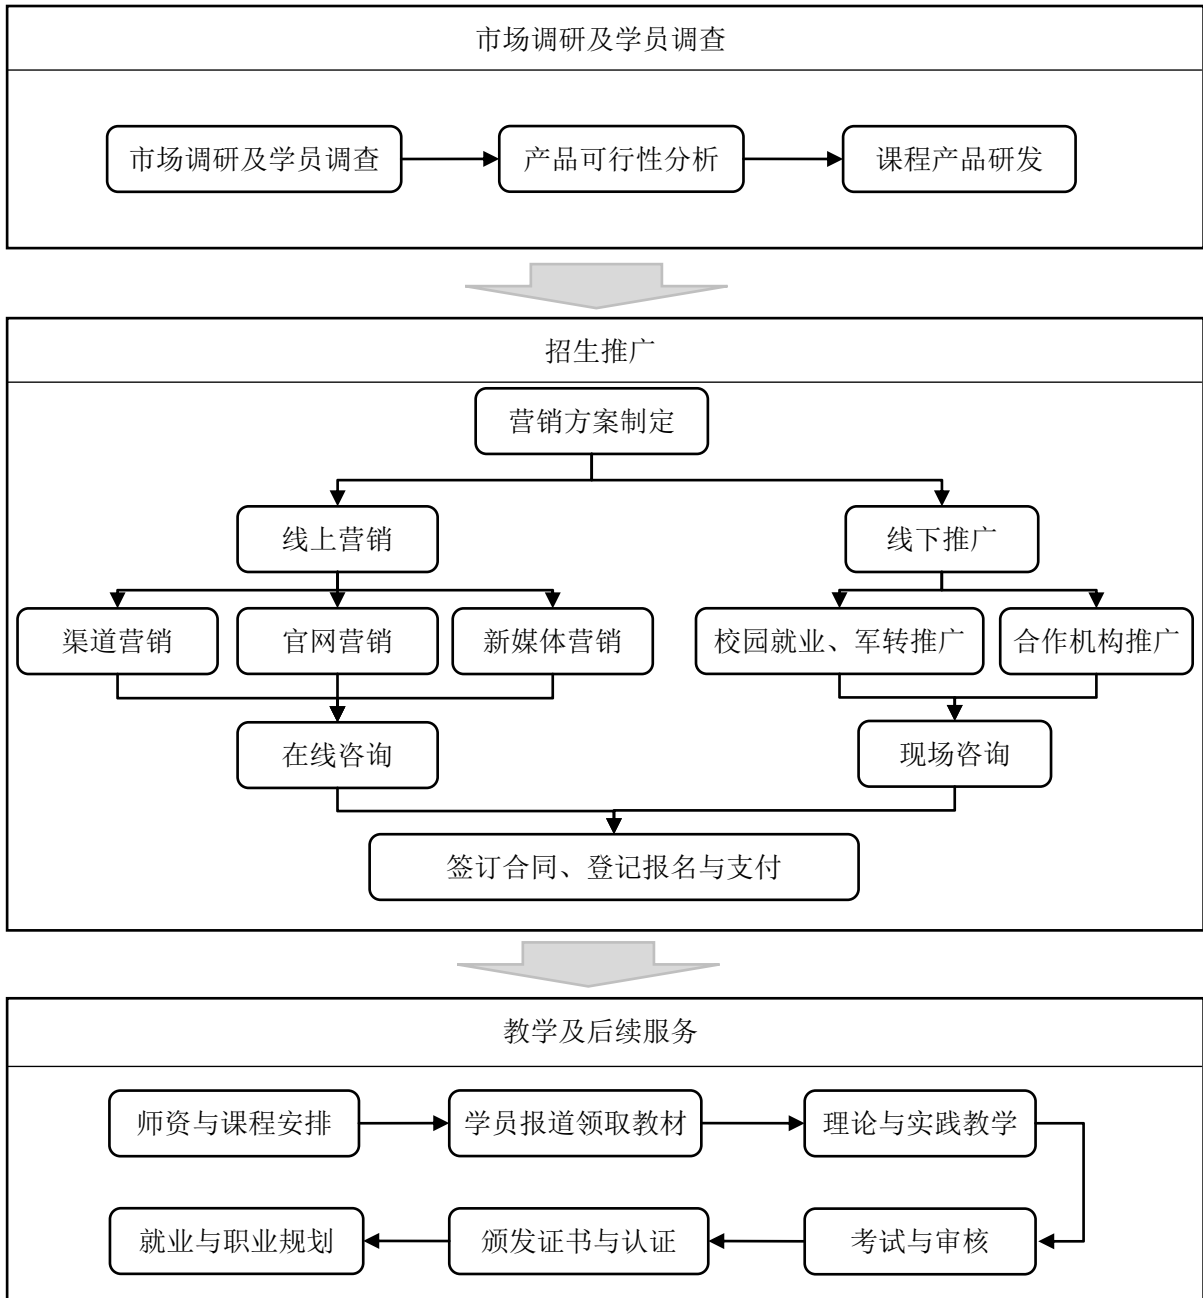 市场调研及学员调查
市场调研及学员调查
产品可行性分析
课程产品研发
招生推广
营销方案制定
线上营销
线下推广
渠道营销
官网营销
新媒体营销
校园就业、军转推广
合作机构推广
在线咨询
现场咨询
签订合同、登记报名与支付
教学及后续服务
师资与课程安排
学员报道领取教材
理论与实践教学
就业与职业规划
颁发证书与认证
考试与审核